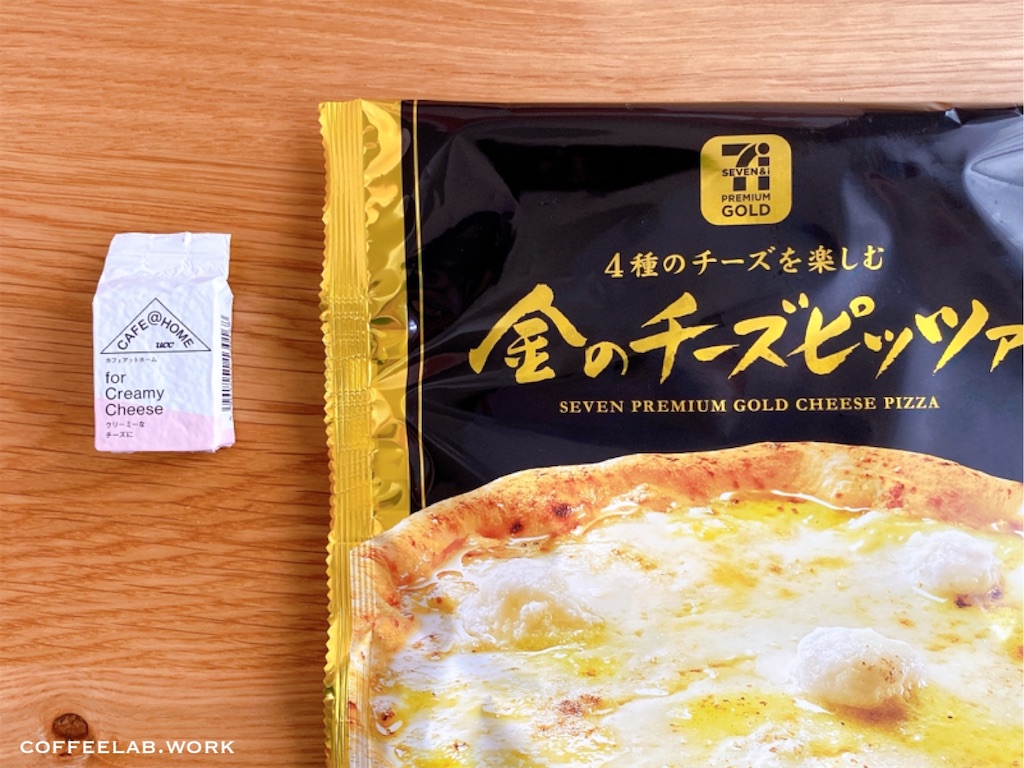 CAFE@HOME
ucc
カフェアットホーム
for
Creamy
Cheese
クリーミーな
チーズに
7i
SEVEN&i
PREMIUM
GOLD
4種のチーズを楽しむ
金のチーズピッツァ
SEVEN PREMIUM GOLD CHEESE PIZZA
COFFEELAB.WORK